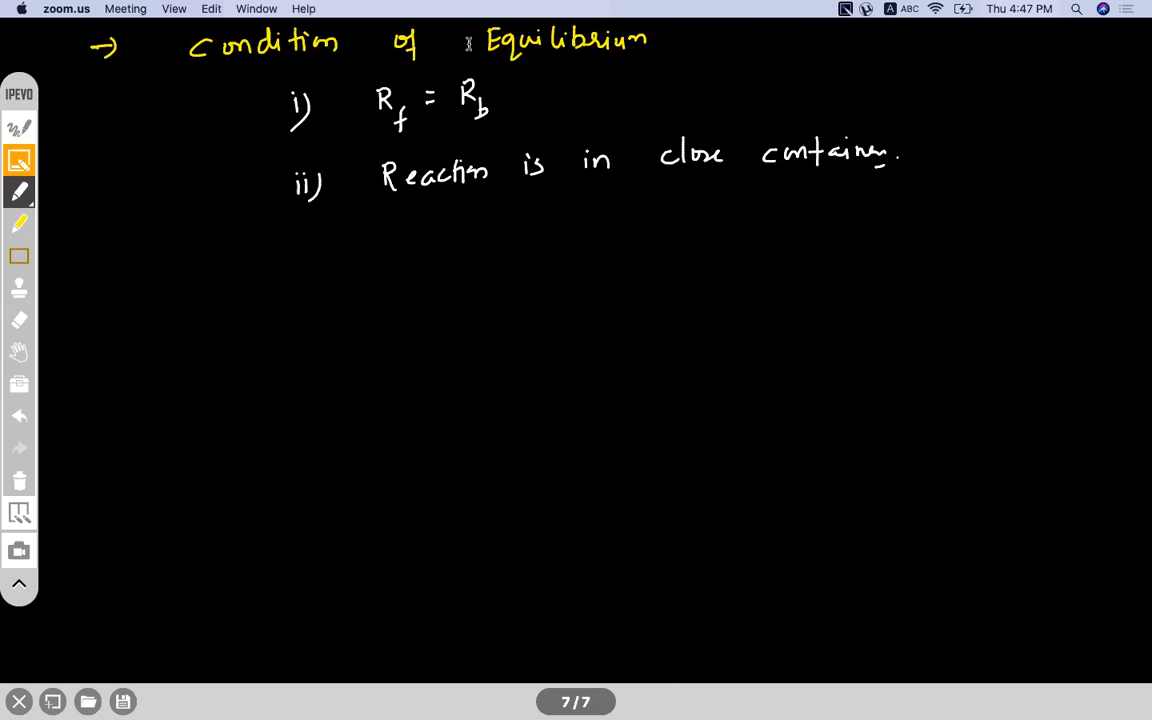 zoom.us Meeting View Edit Window Help A ABC Thu 4:47 PM
→ Condition of Equilibrium
IPEVO
i) Rf = Rb
ii) Reaction is in close container.
7/7